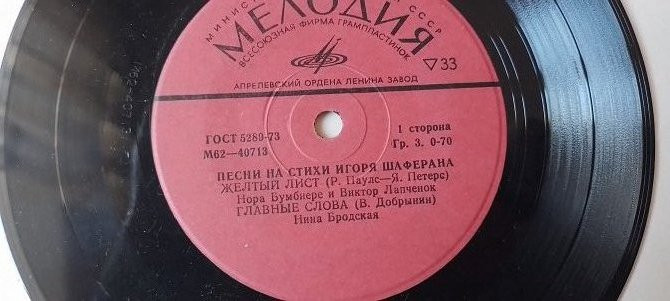 МИНИС СССР
МЕЛОДИЯ
ВСЕСОЮЗНАЯ ФИРМА ГРАМПЛАСТИНОК
▽33
АПРЕЛЕВСКИЙ ОРДЕНА ЛЕНИНА ЗАВОД
ГОСТ 5289-73
1 сторона
М62—40713
Гр. 3. 0-70
ПЕСНИ НА СТИХИ ИГОРЯ ШАФЕРАНА
ЖЕЛТЫЙ ЛИСТ (Р. Паулс—Я. Петерс)
Нора Бумбиере и Виктор Лапченок
ГЛАВНЫЕ СЛОВА (В. Добрынин)
Нина Бродская